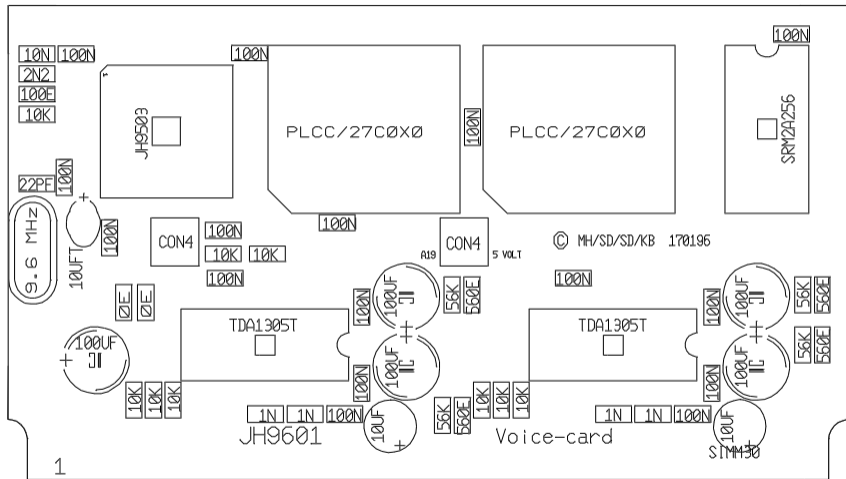 100N
10N 100N
100N
2N2
100E
10K
JH9503
PLCC/27C0X0
100N
PLCC/27C0X0
SRM2A256
22PF
100N
9.6 MHz
10UFT
100N
CON4
100N
100N
10K
10K
100N
A19
CON4
5 VOLT
© MH/SD/SD/KB 170196
100N
0E
0E
TDA1305T
100N
100UF
56K
560E
TDA1305T
100N
100UF
56K
560E
100UF
100N
100UF
100N
100UF
56K
560E
10K
10K
10K
1N
1N
100N
10UF
56K
560E
10K
10K
10K
1N
1N
100N
10UF
JH9601
Voice-card
SIMM30
1